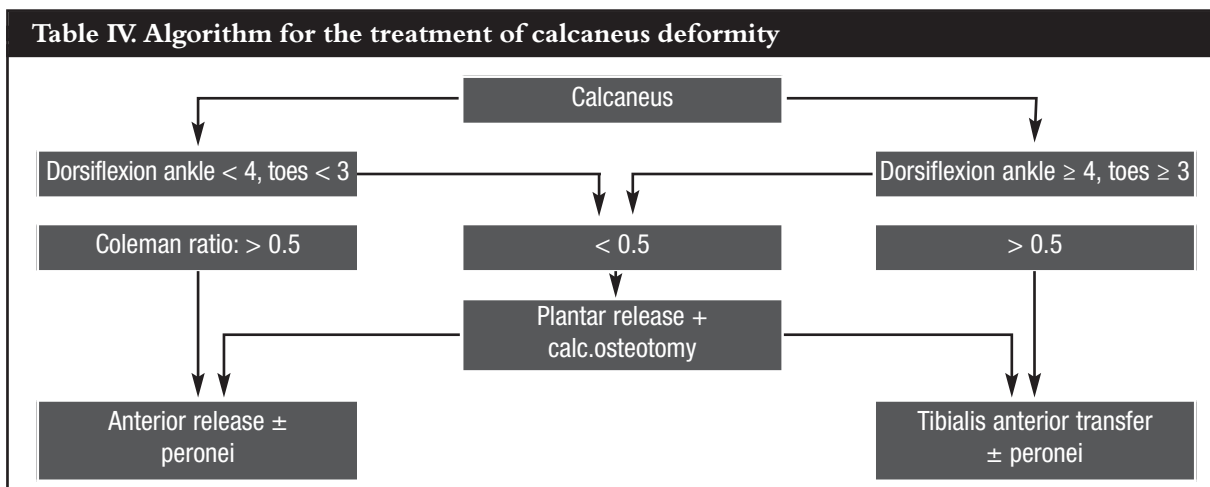 Table IV. Algorithm for the treatment of calcaneus deformity
Calcaneus
Dorsiflexion ankle < 4, toes < 3
Dorsiflexion ankle ≥ 4, toes ≥ 3
Coleman ratio: > 0.5
< 0.5
> 0.5
Plantar release +
calc.osteotomy
Anterior release ±
peronei
Tibialis anterior transfer
± peronei